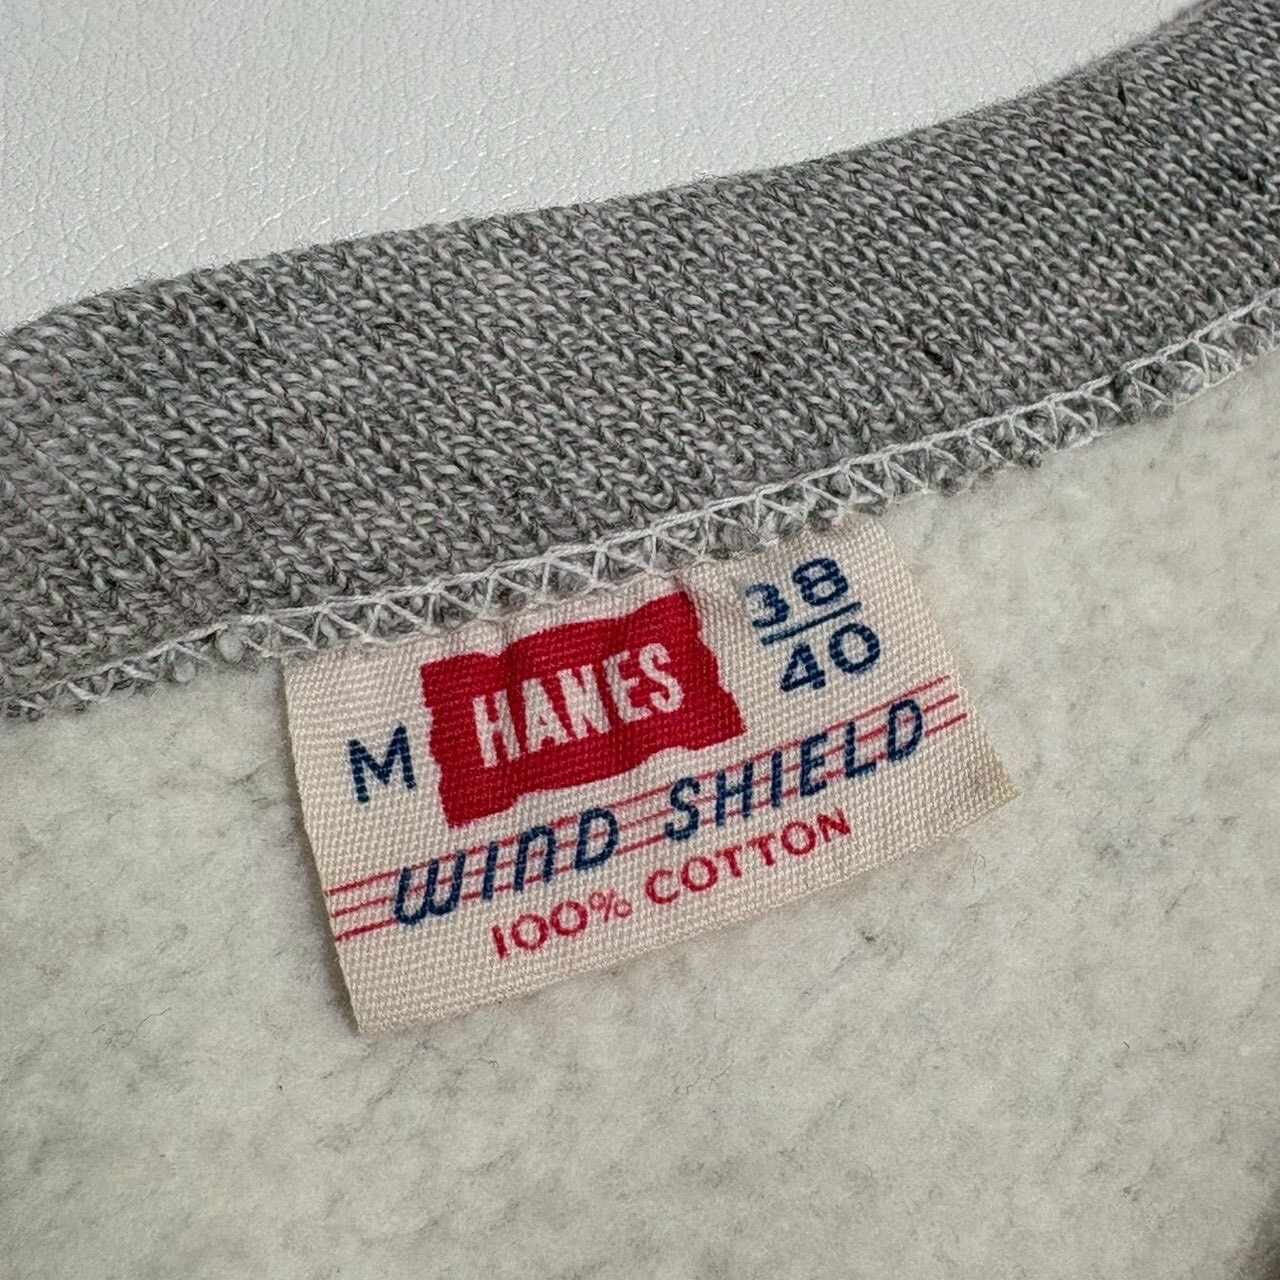 M HANES 38/40
WIND SHIELD
100% COTTON